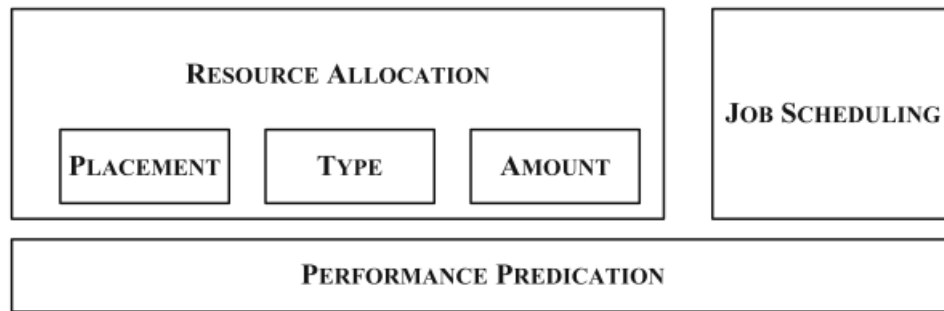 RESOURCE ALLOCATION
JOB SCHEDULING
PLACEMENT
TYPE
AMOUNT
PERFORMANCE PREDICATION